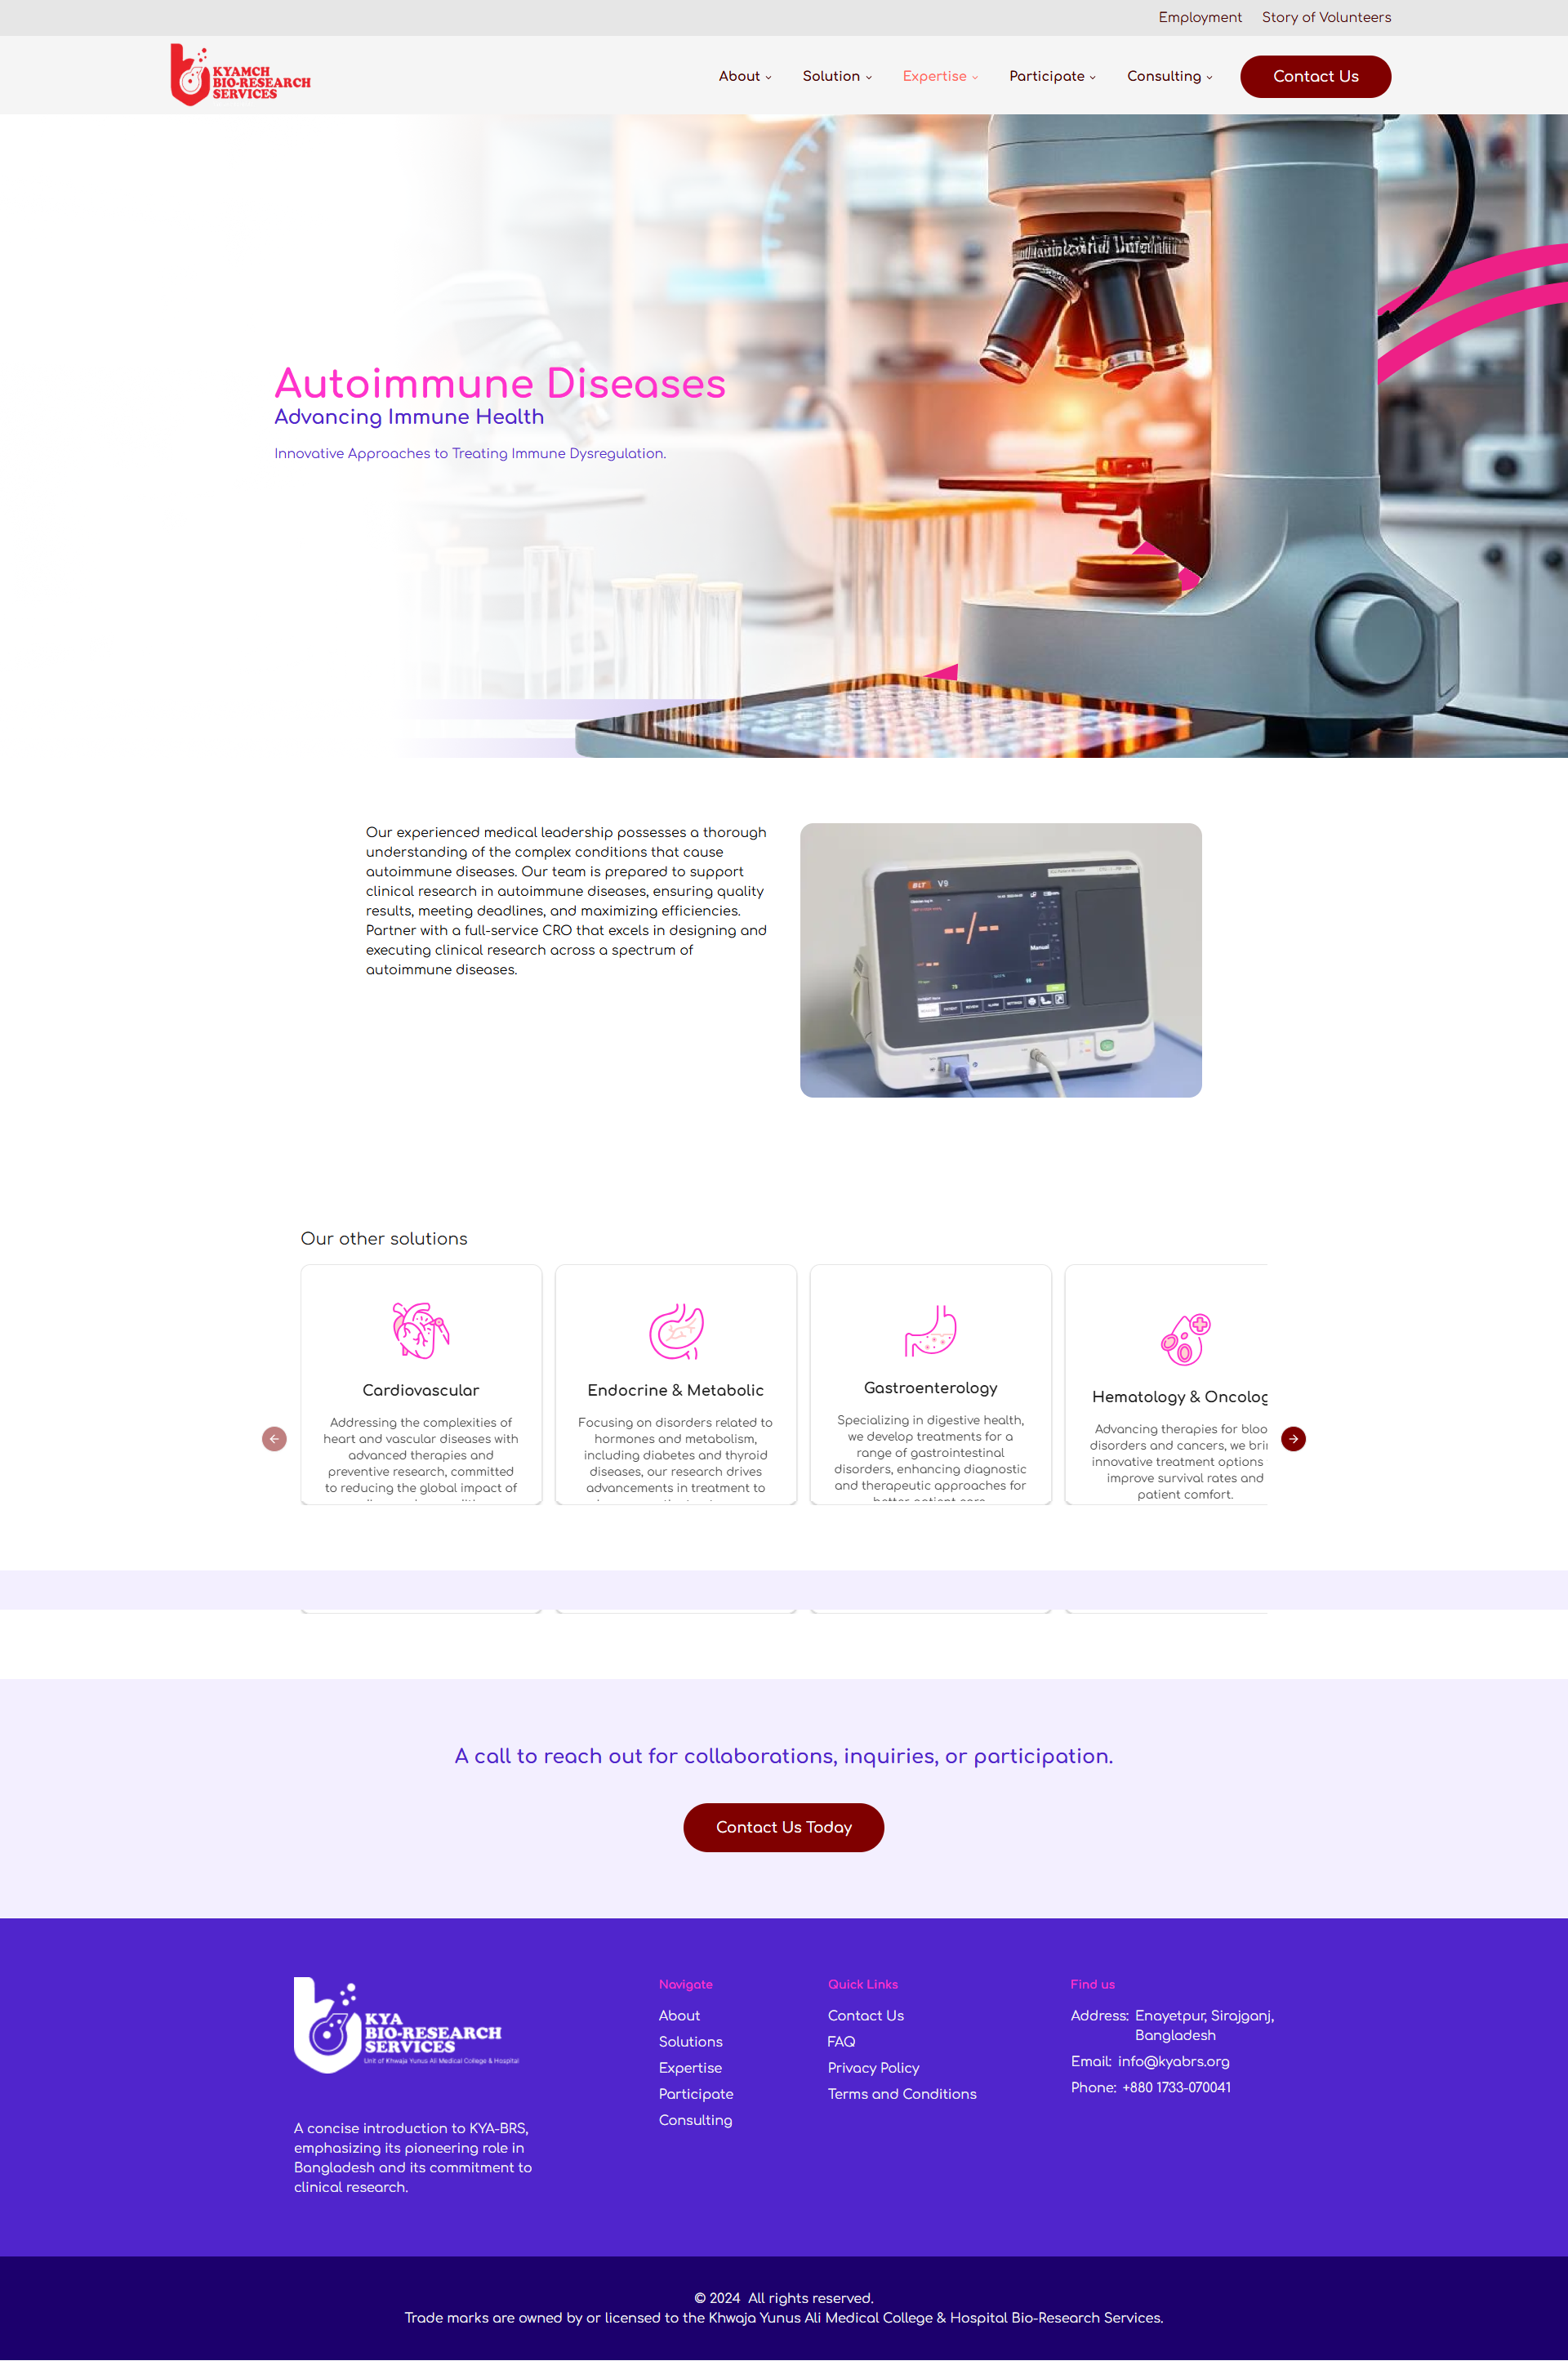 Employment Story of Volunteers
KYAMCH
BIO-RESEARCH
SERVICES
About Solution Expertise Participate Consulting Contact Us
Autoimmune Diseases
Advancing Immune Health
Innovative Approaches to Treating Immune Dysregulation.
Our experienced medical leadership possesses a thorough
understanding of the complex conditions that cause
autoimmune diseases. Our team is prepared to support
clinical research in autoimmune diseases, ensuring quality
results, meeting deadlines, and maximizing efficiencies.
Partner with a full-service CRO that excels in designing and
executing clinical research across a spectrum of
autoimmune diseases.
BLT V9
--/--
Manual
Our other solutions
Cardiovascular
Addressing the complexities of
heart and vascular diseases with
advanced therapies and
preventive research, committed
to reducing the global impact of
Endocrine & Metabolic
Focusing on disorders related to
hormones and metabolism,
including diabetes and thyroid
diseases, our research drives
advancements in treatment to
Gastroenterology
Specializing in digestive health,
we develop treatments for a
range of gastrointestinal
disorders, enhancing diagnostic
and therapeutic approaches for
better patient care.
Hematology & Oncolog
Advancing therapies for bloo
disorders and cancers, we brin
innovative treatment options
improve survival rates and
patient comfort.
A call to reach out for collaborations, inquiries, or participation.
Contact Us Today
KYA
BIO-RESEARCH
SERVICES
Unit of Khwaja Yunus Ali Medical College & Hospital
A concise introduction to KYA-BRS,
emphasizing its pioneering role in
Bangladesh and its commitment to
clinical research.
Navigate
About
Solutions
Expertise
Participate
Consulting
Quick Links
Contact Us
FAQ
Privacy Policy
Terms and Conditions
Find us
Address: Enayetpur, Sirajganj,
Bangladesh
Email: info@kyabrs.org
Phone: +880 1733-070041
© 2024 All rights reserved.
Trade marks are owned by or licensed to the Khwaja Yunus Ali Medical College & Hospital Bio-Research Services.